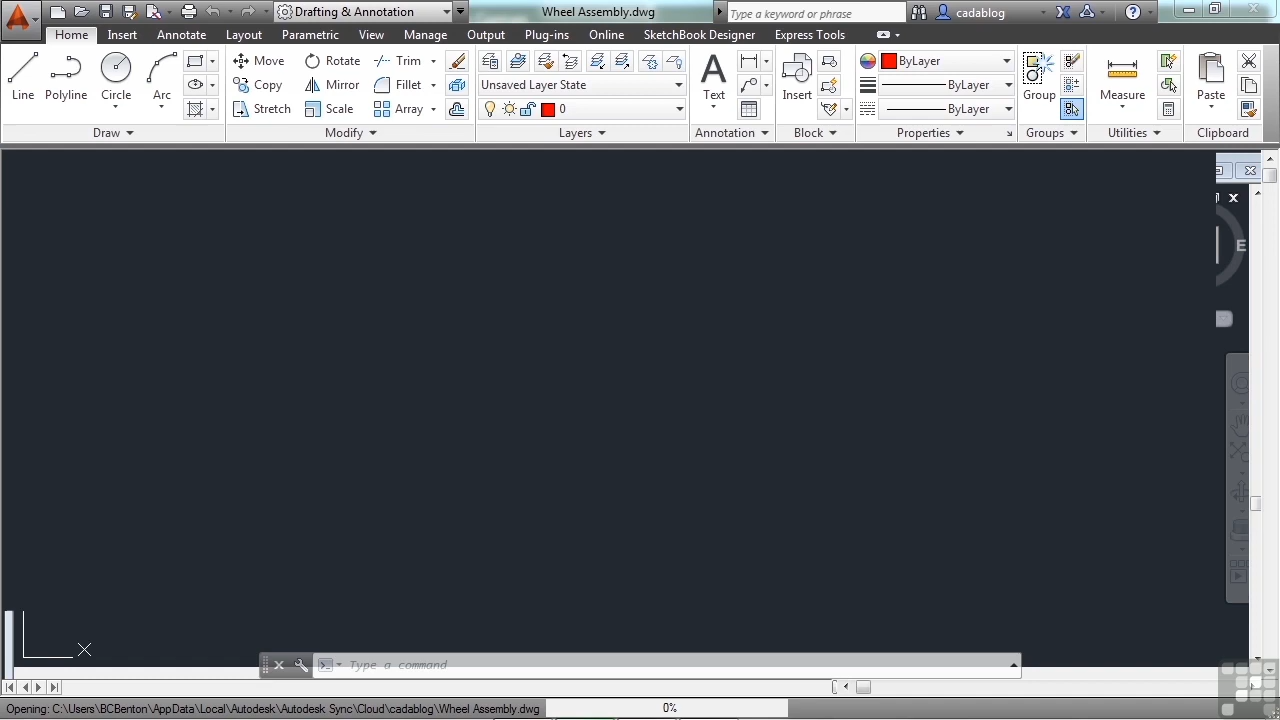 Drafting & Annotation Wheel Assembly.dwg Type a keyword or phrase cadablog
Home Insert Annotate Layout Parametric View Manage Output Plug-ins Online SketchBook Designer Express Tools
Move Rotate Trim Unsaved Layer State ByLayer
Copy Mirror Fillet ByLayer
Stretch Scale Array 0 ByLayer
Line Polyline Circle Arc Text Insert Group Measure Paste
Draw Modify Layers Annotation Block Properties Groups Utilities Clipboard
E
Type a command
Opening: C:\Users\BCBenton\AppData\Local\Autodesk\Autodesk Sync\Cloud\cadablog\Wheel Assembly.dwg 0%